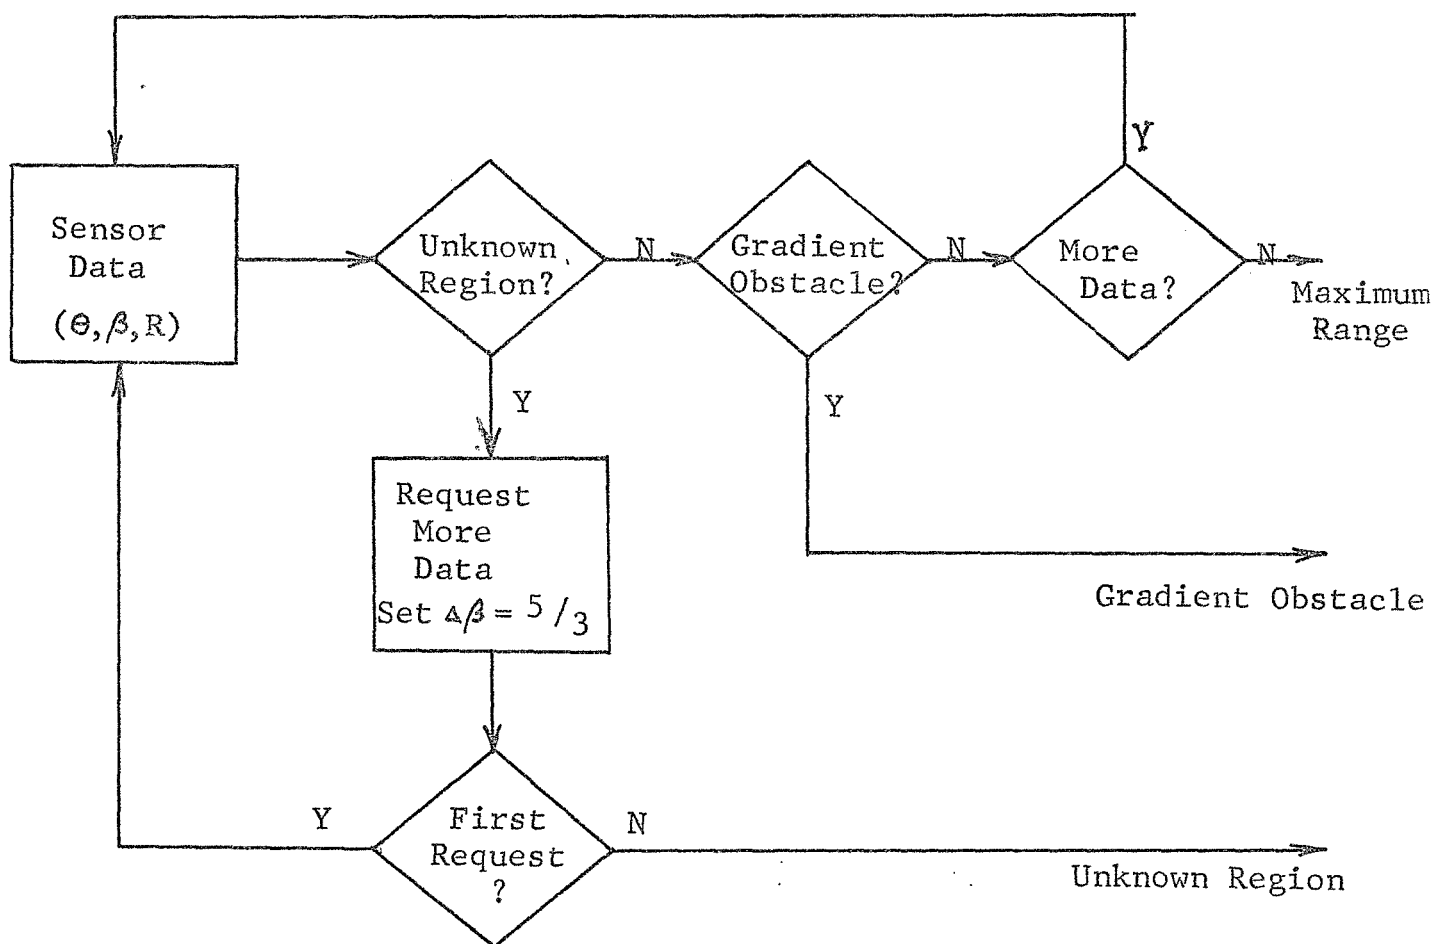 Y
Sensor
Data
(Θ, β, R)
Unknown
Region?
N
Gradient
Obstacle?
N
More
Data?
N
Maximum
Range
Y
Y
Request
More
Data
Set Δβ = 5/3
Gradient Obstacle
Y
First
Request
?
N
Unknown Region